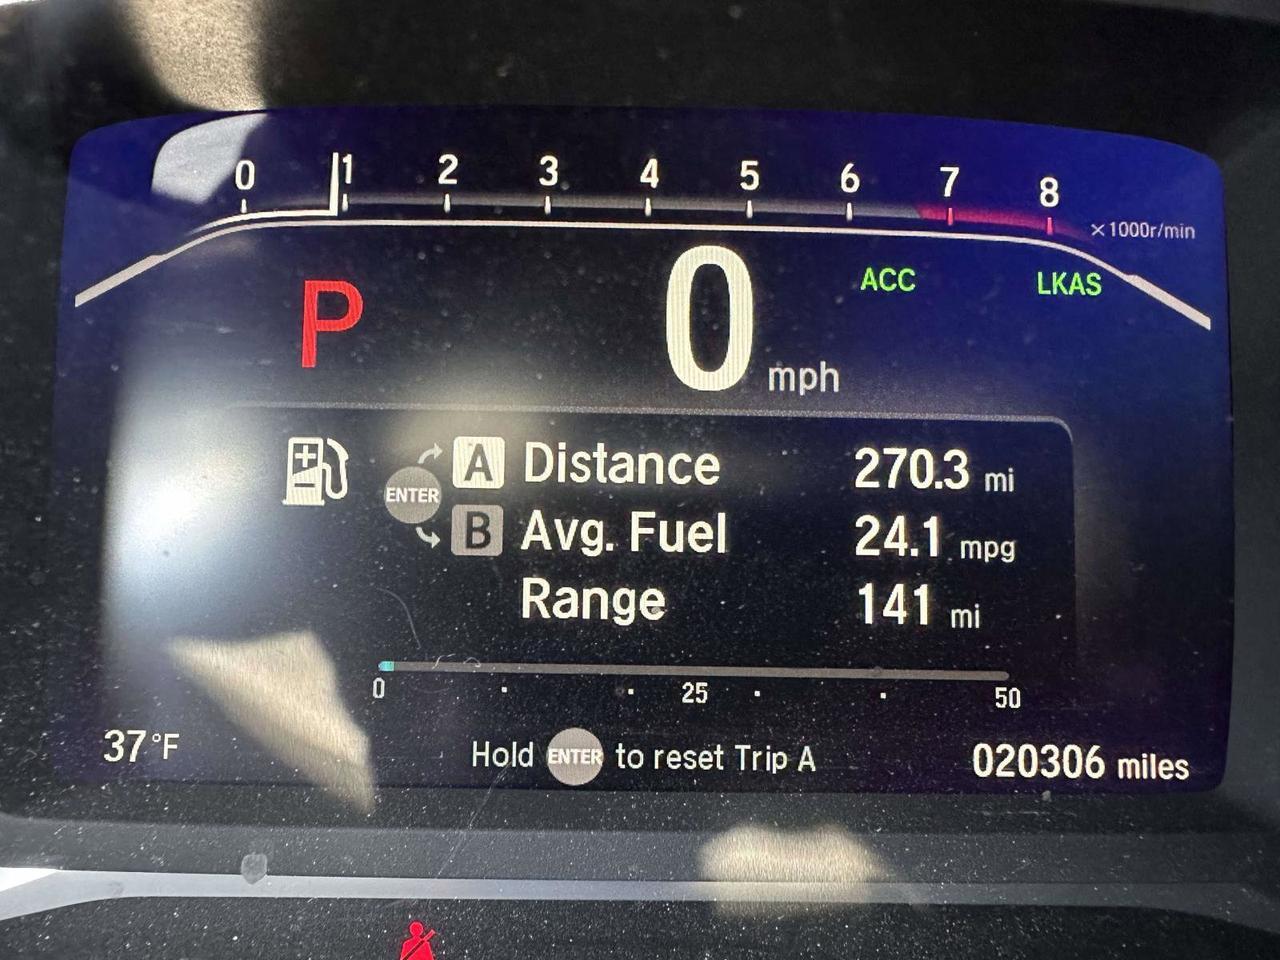 0 1 2 3 4 5 6 7 8
×1000r/min
P 0 mph ACC LKAS
ENTER A Distance 270.3 mi
B Avg. Fuel 24.1 mpg
Range 141 mi
0 25 50
37°F Hold ENTER to reset Trip A 020306 miles